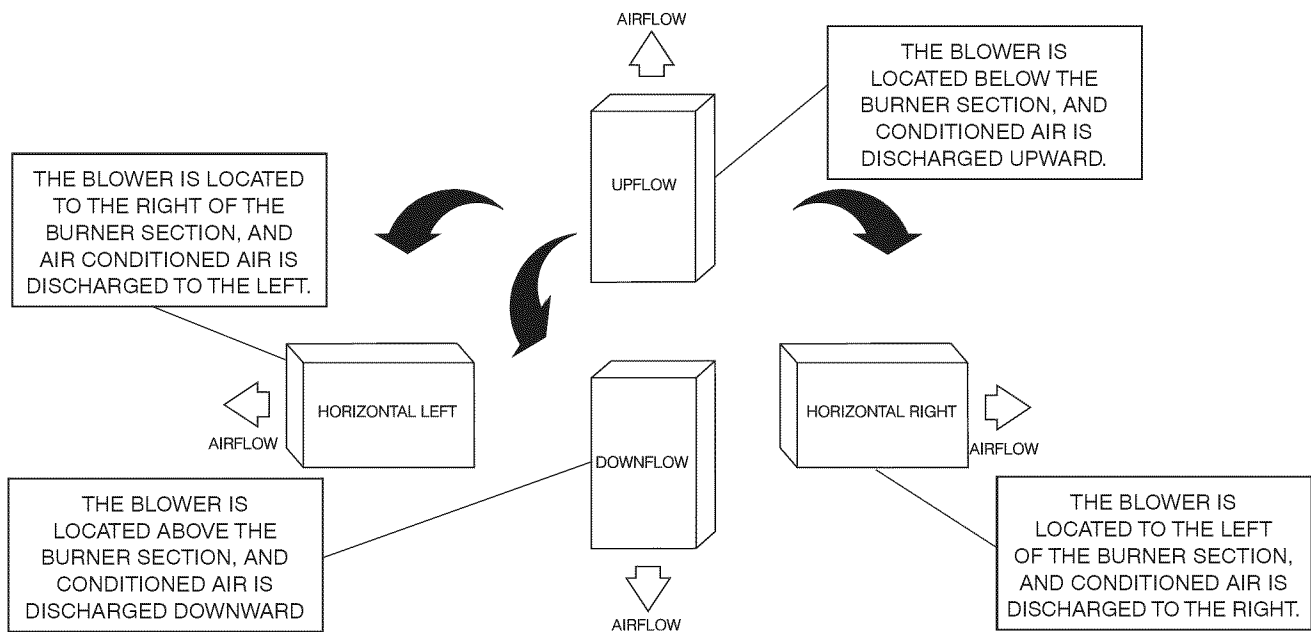 AIRFLOW
THE BLOWER IS
LOCATED BELOW THE
BURNER SECTION, AND
CONDITIONED AIR IS
DISCHARGED UPWARD.
THE BLOWER IS LOCATED
TO THE RIGHT OF THE
BURNER SECTION, AND
AIR CONDITIONED AIR IS
DISCHARGED TO THE LEFT.
UPFLOW
HORIZONTAL LEFT
AIRFLOW
HORIZONTAL RIGHT
AIRFLOW
DOWNFLOW
THE BLOWER IS
LOCATED ABOVE THE
BURNER SECTION, AND
CONDITIONED AIR IS
DISCHARGED DOWNWARD
THE BLOWER IS
LOCATED TO THE LEFT
OF THE BURNER SECTION,
AND CONDITIONED AIR IS
DISCHARGED TO THE RIGHT.
AIRFLOW